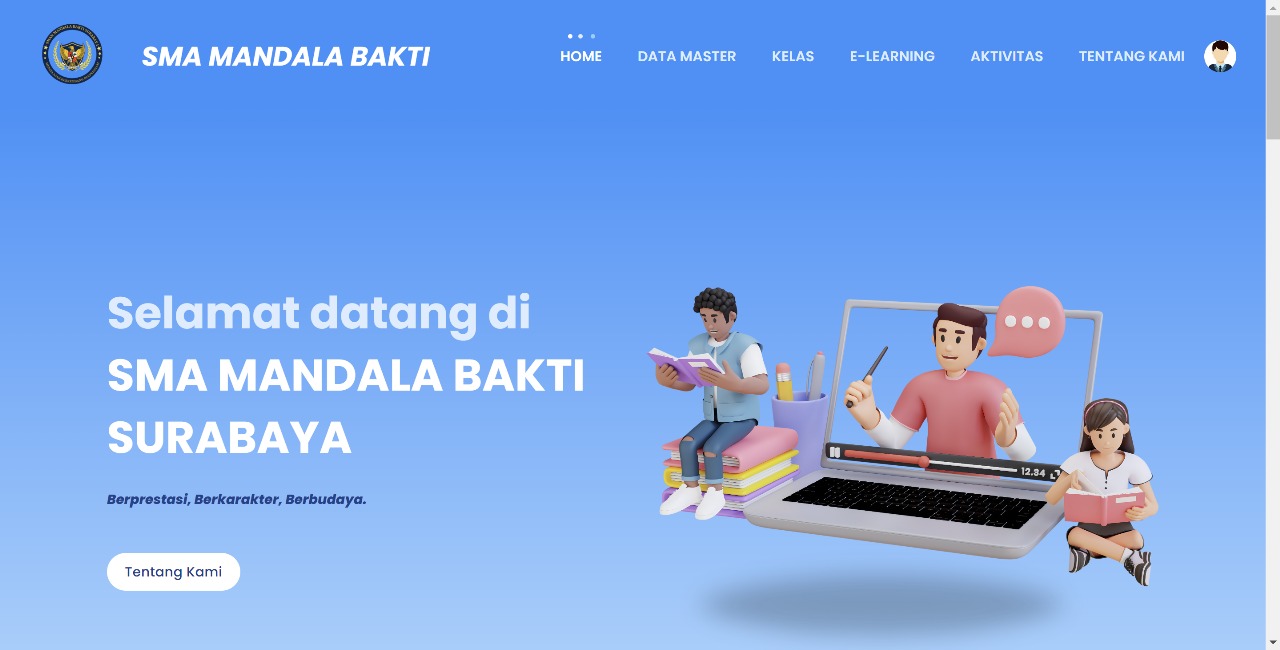 SMA MANDALA BAKTI
HOME
DATA MASTER
KELAS
E-LEARNING
AKTIVITAS
TENTANG KAMI
Selamat datang di
SMA MANDALA BAKTI
SURABAYA
Berprestasi, Berkarakter, Berbudaya.
Tentang Kami
12.34